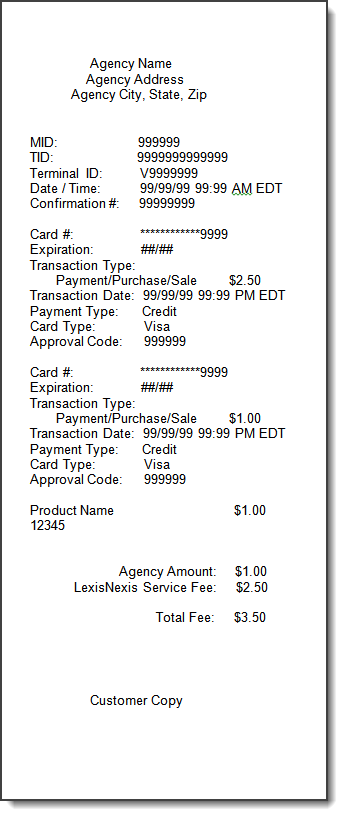 Agency Name
Agency Address
Agency City, State, Zip
MID: 999999
TID: 9999999999999
Terminal ID: V9999999
Date / Time: 99/99/99 99:99 AM EDT
Confirmation #: 99999999
Card #: ************9999
Expiration: ##/##
Transaction Type:
Payment/Purchase/Sale $2.50
Transaction Date: 99/99/99 99:99 PM EDT
Payment Type: Credit
Card Type: Visa
Approval Code: 999999
Card #: ************9999
Expiration: ##/##
Transaction Type:
Payment/Purchase/Sale $1.00
Transaction Date: 99/99/99 99:99 PM EDT
Payment Type: Credit
Card Type: Visa
Approval Code: 999999
Product Name $1.00
12345
Agency Amount: $1.00
LexisNexis Service Fee: $2.50
Total Fee: $3.50
Customer Copy